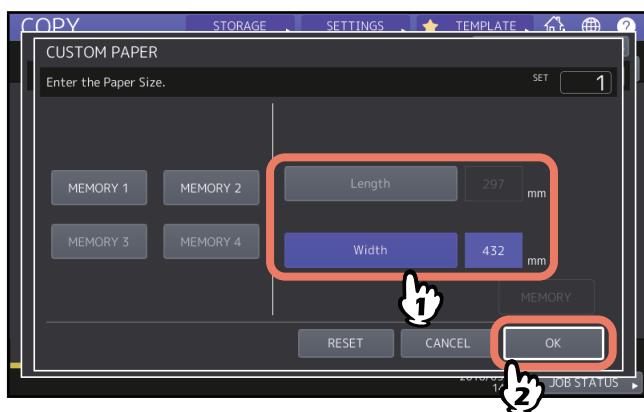 COPY STORAGE SETTINGS TEMPLATE ?
CUSTOM PAPER
Enter the Paper Size. SET 1
MEMORY 1 MEMORY 2 Length 297 mm
MEMORY 3 MEMORY 4 Width 432 mm
1
MEMORY
RESET CANCEL OK
JOB STATUS
2